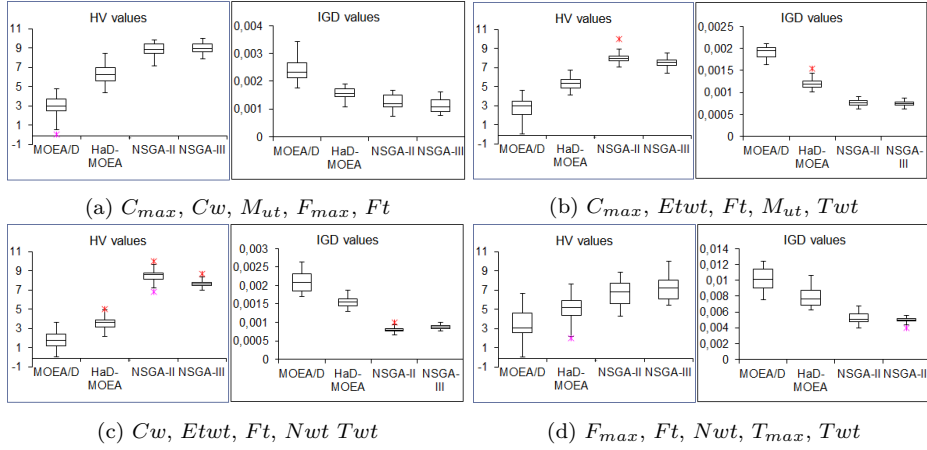 HV values
11
9
7
5
3
1
-1
MOEA/D HaD-MOEA NSGA-II NSGA-III
IGD values
0,004
0,003
0,002
0,001
0
MOEA/D HaD-MOEA NSGA-II NSGA-III
(a) C_max, Cw, M_ut, F_max, Ft
HV values
11
9
7
5
3
1
-1
MOEA/D HaD-MOEA NSGA-II NSGA-III
IGD values
0,0025
0,002
0,0015
0,001
0,0005
0
MOEA/D HaD-MOEA NSGA-II NSGA-III
(b) C_max, Etwt, Ft, M_ut, Twt
HV values
11
9
7
5
3
1
-1
MOEA/D HaD-MOEA NSGA-II NSGA-III
IGD values
0,003
0,0025
0,002
0,0015
0,001
0,0005
0
MOEA/D HaD-MOEA NSGA-II NSGA-III
(c) Cw, Etwt, Ft, Nwt Twt
HV values
11
9
7
5
3
1
-1
MOEA/D HaD-MOEA NSGA-II NSGA-III
IGD values
0,014
0,012
0,01
0,008
0,006
0,004
0,002
0
MOEA/D HaD-MOEA NSGA-II NSGA-II
(d) F_max, Ft, Nwt, T_max, Twt